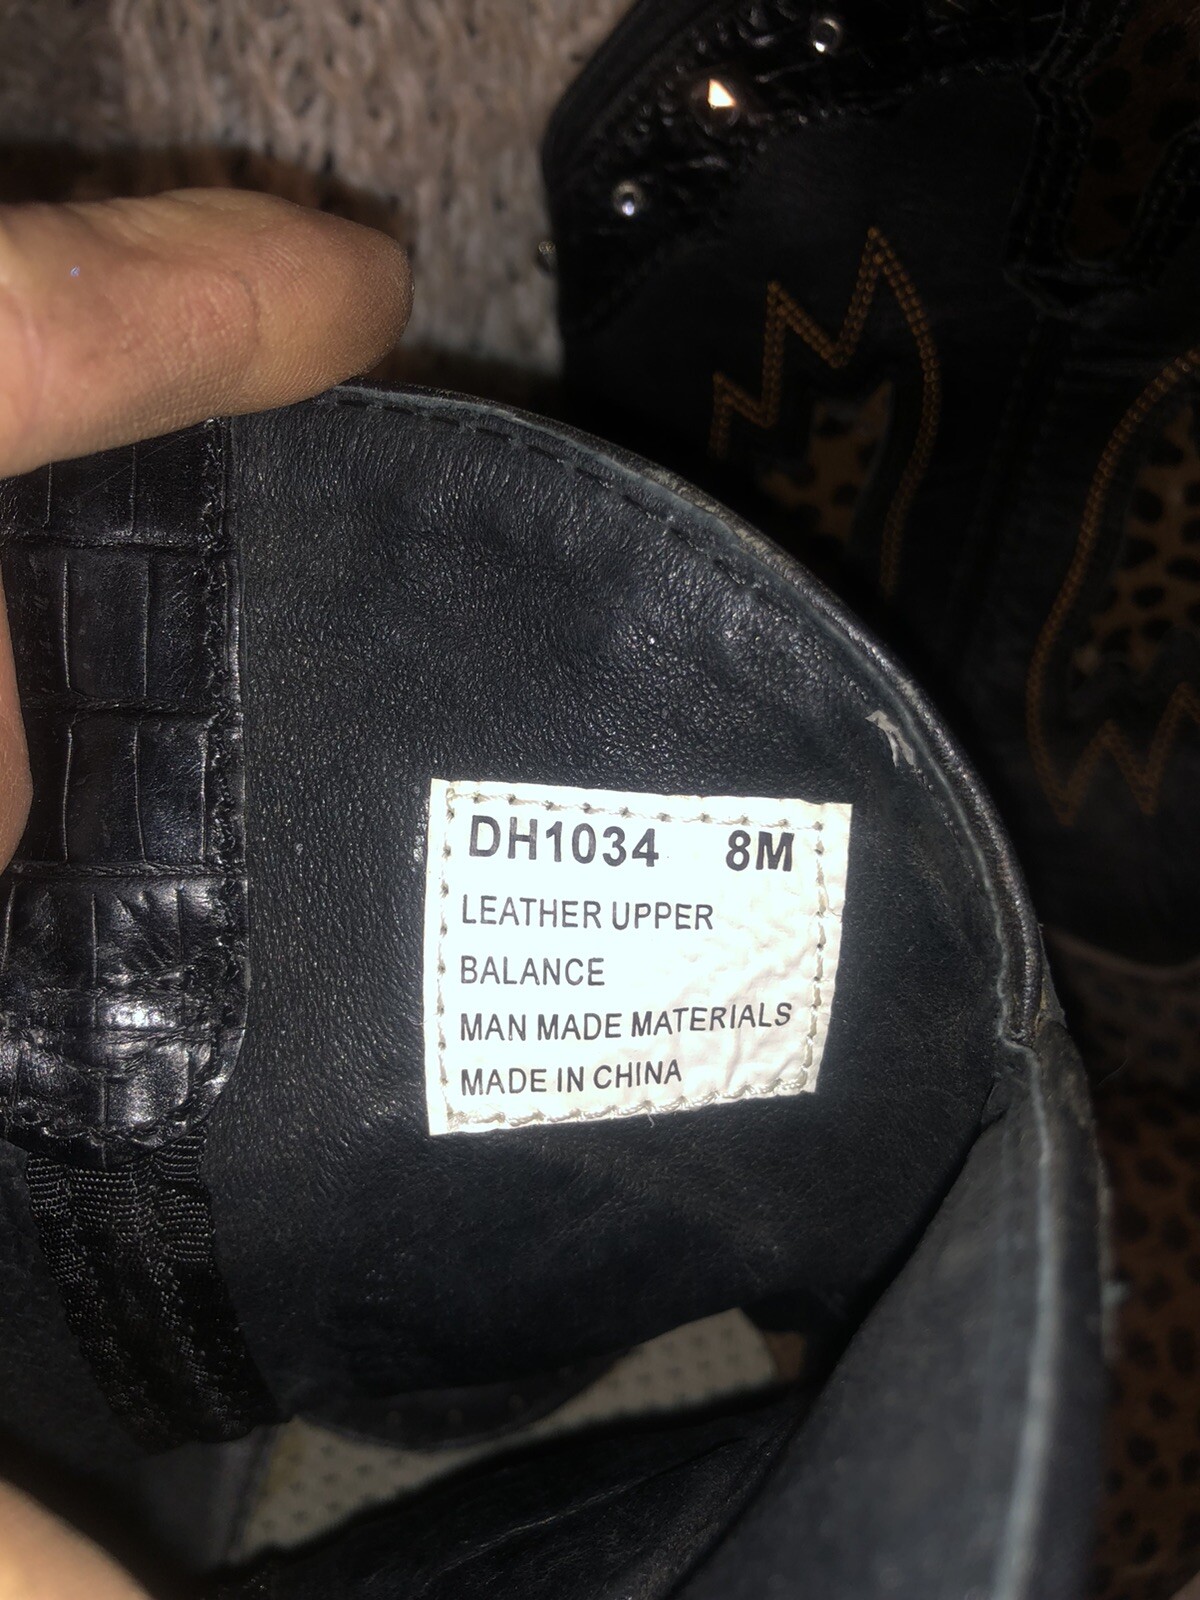 DH1034 8M
LEATHER UPPER
BALANCE
MAN MADE MATERIALS
MADE IN CHINA